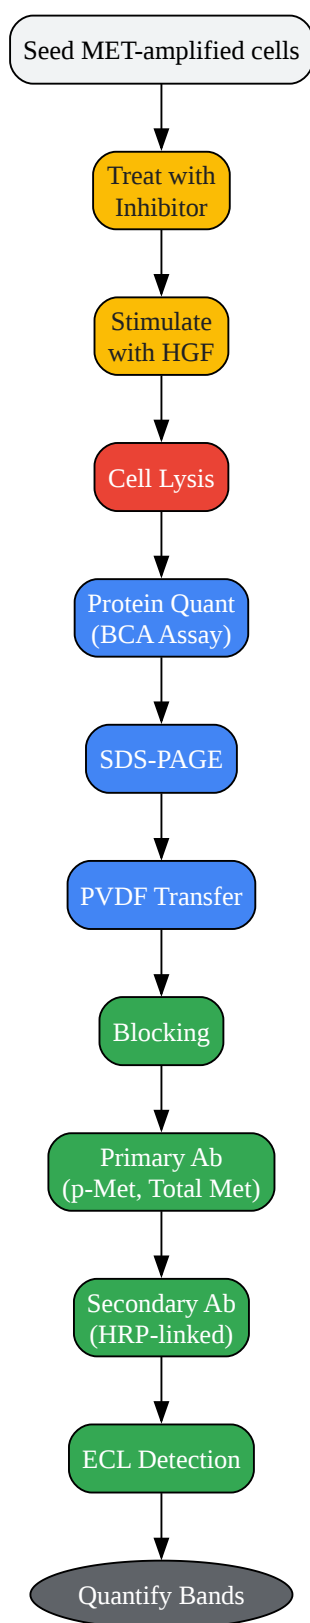 Seed MET-amplified cells
Treat with
Inhibitor
Stimulate
with HGF
Cell Lysis
Protein Quant
(BCA Assay)
SDS-PAGE
PVDF Transfer
Blocking
Primary Ab
(p-Met, Total Met)
Secondary Ab
(HRP-linked)
ECL Detection
Quantify Bands